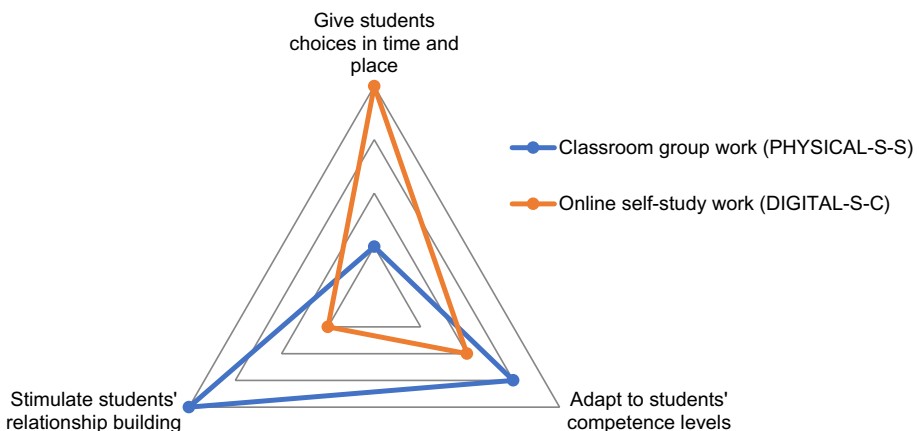 Give students
choices in time and
place
Classroom group work (PHYSICAL-S-S)
Online self-study work (DIGITAL-S-C)
Stimulate students'
relationship building
Adapt to students'
competence levels